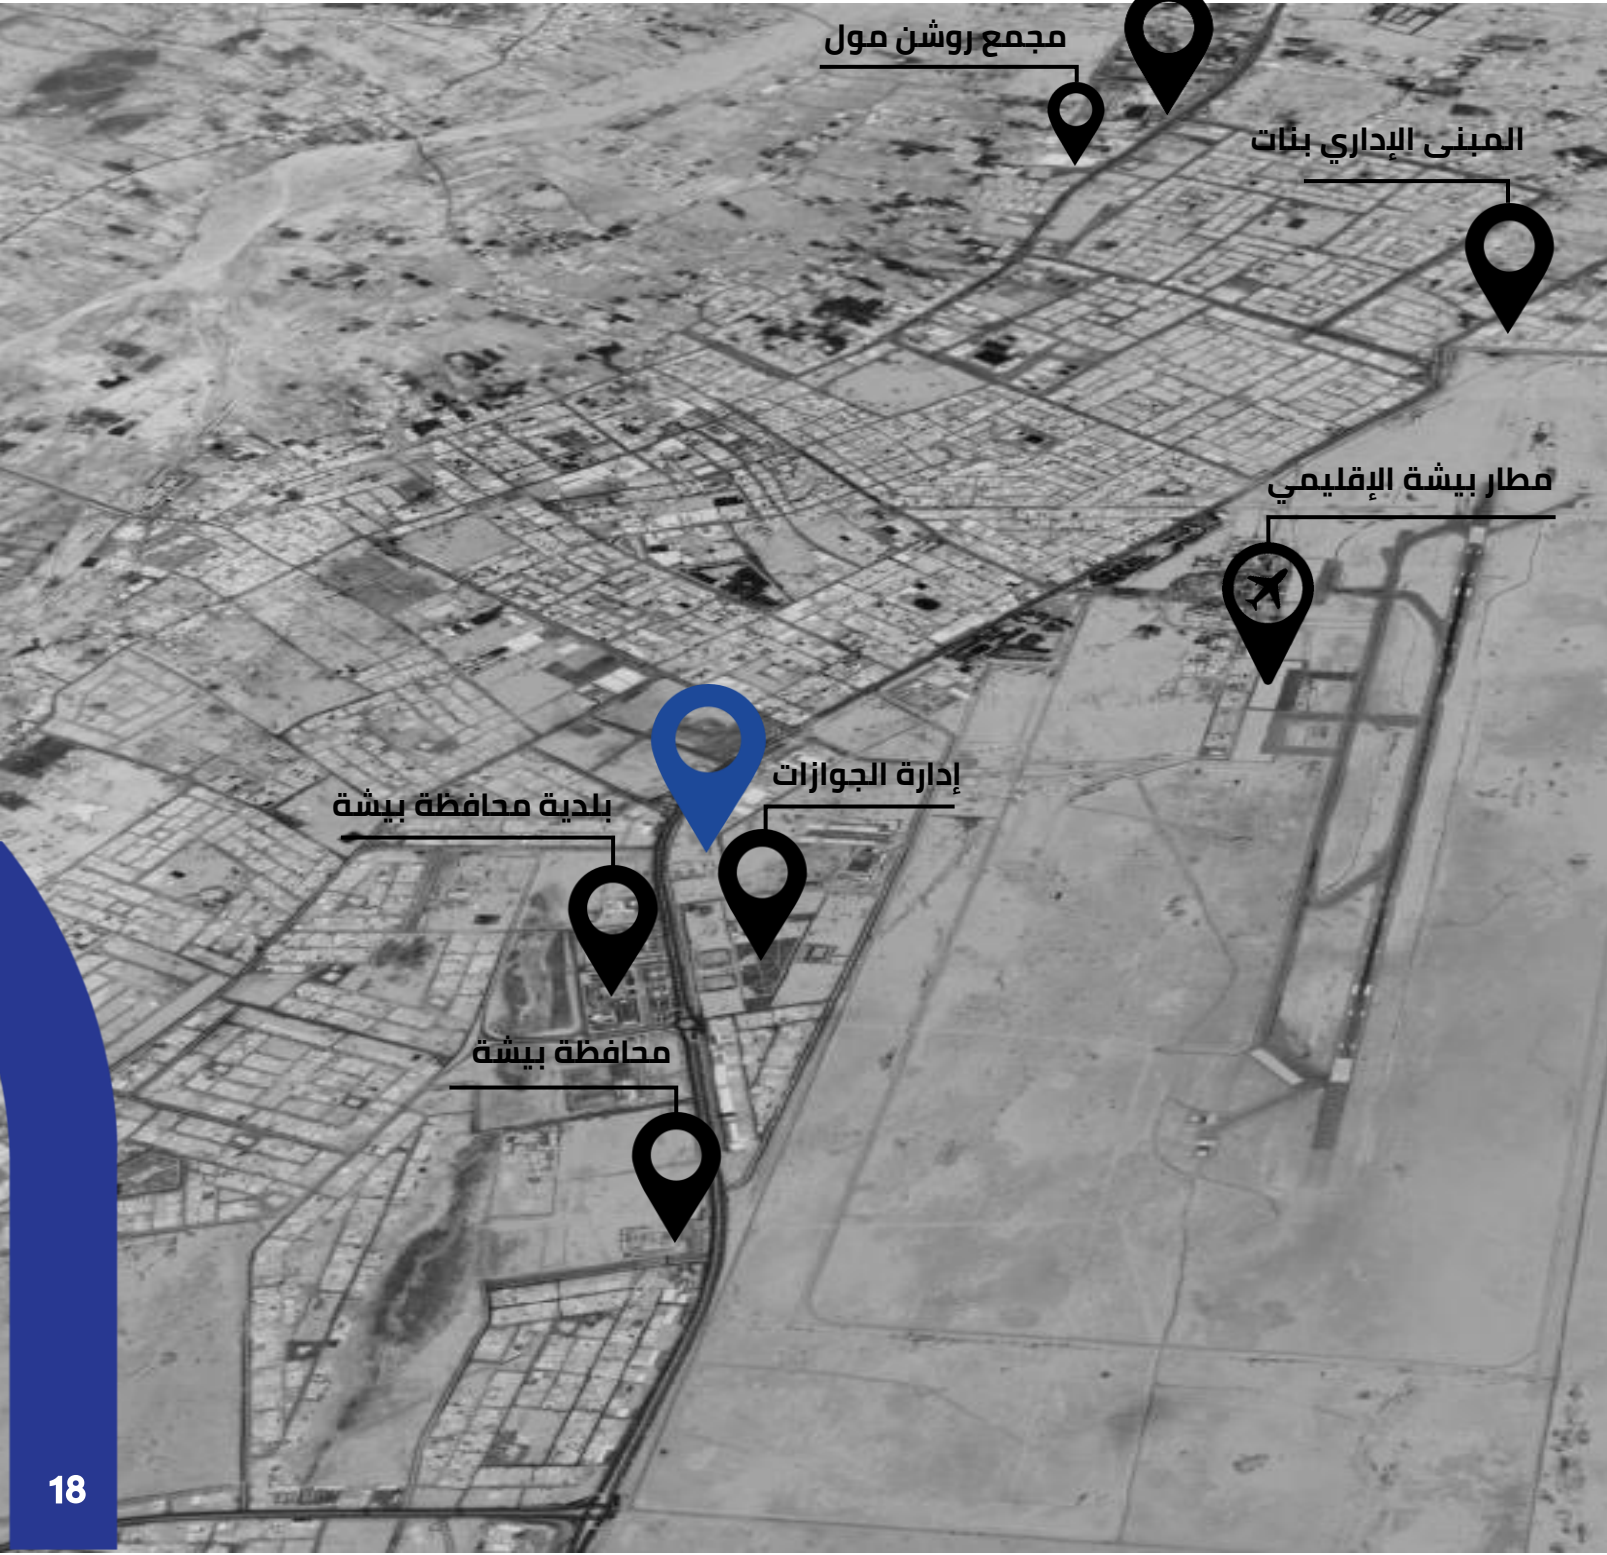 مجمع روشن مول
المبنى الإداري بنات
مطار بيشة الإقليمي
إدارة الجوازات
بلدية محافظة بيشة
محافظة بيشة
18